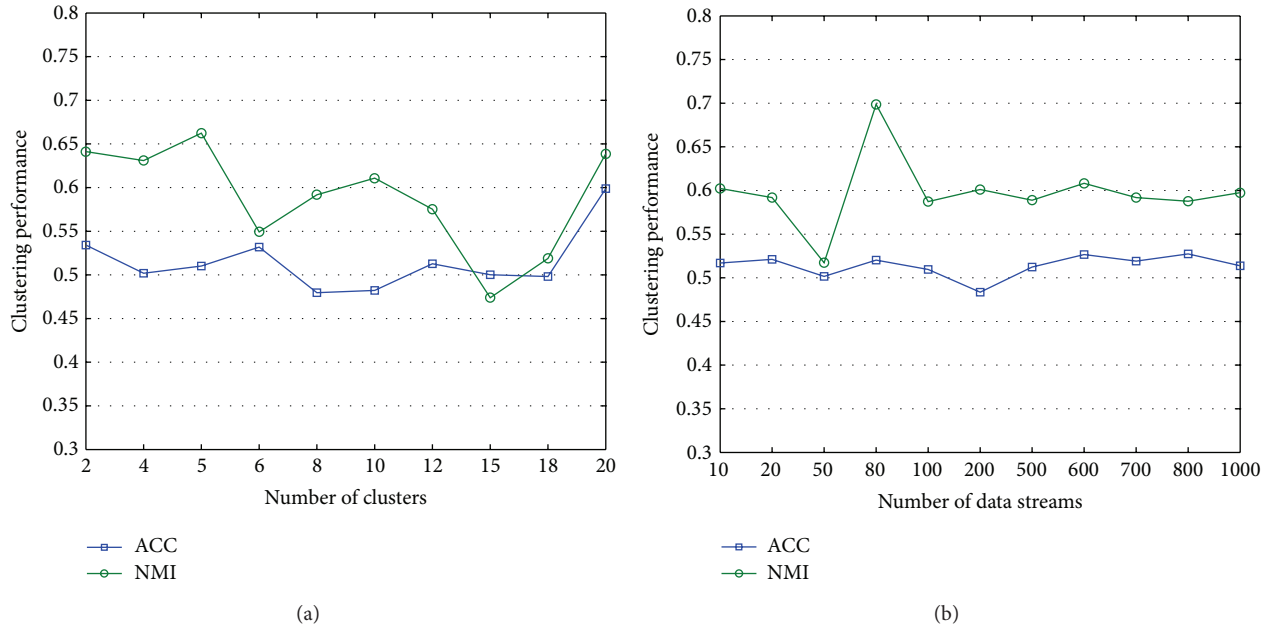 0.8
0.75
0.7
0.65
0.6
0.55
0.5
0.45
0.4
0.35
0.3
Clustering performance
2 4 5 6 8 10 12 15 18 20
Number of clusters
ACC
NMI
(a)
0.8
0.75
0.7
0.65
0.6
0.55
0.5
0.45
0.4
0.35
0.3
Clustering performance
10 20 50 80 100 200 500 600 700 800 1000
Number of data streams
ACC
NMI
(b)